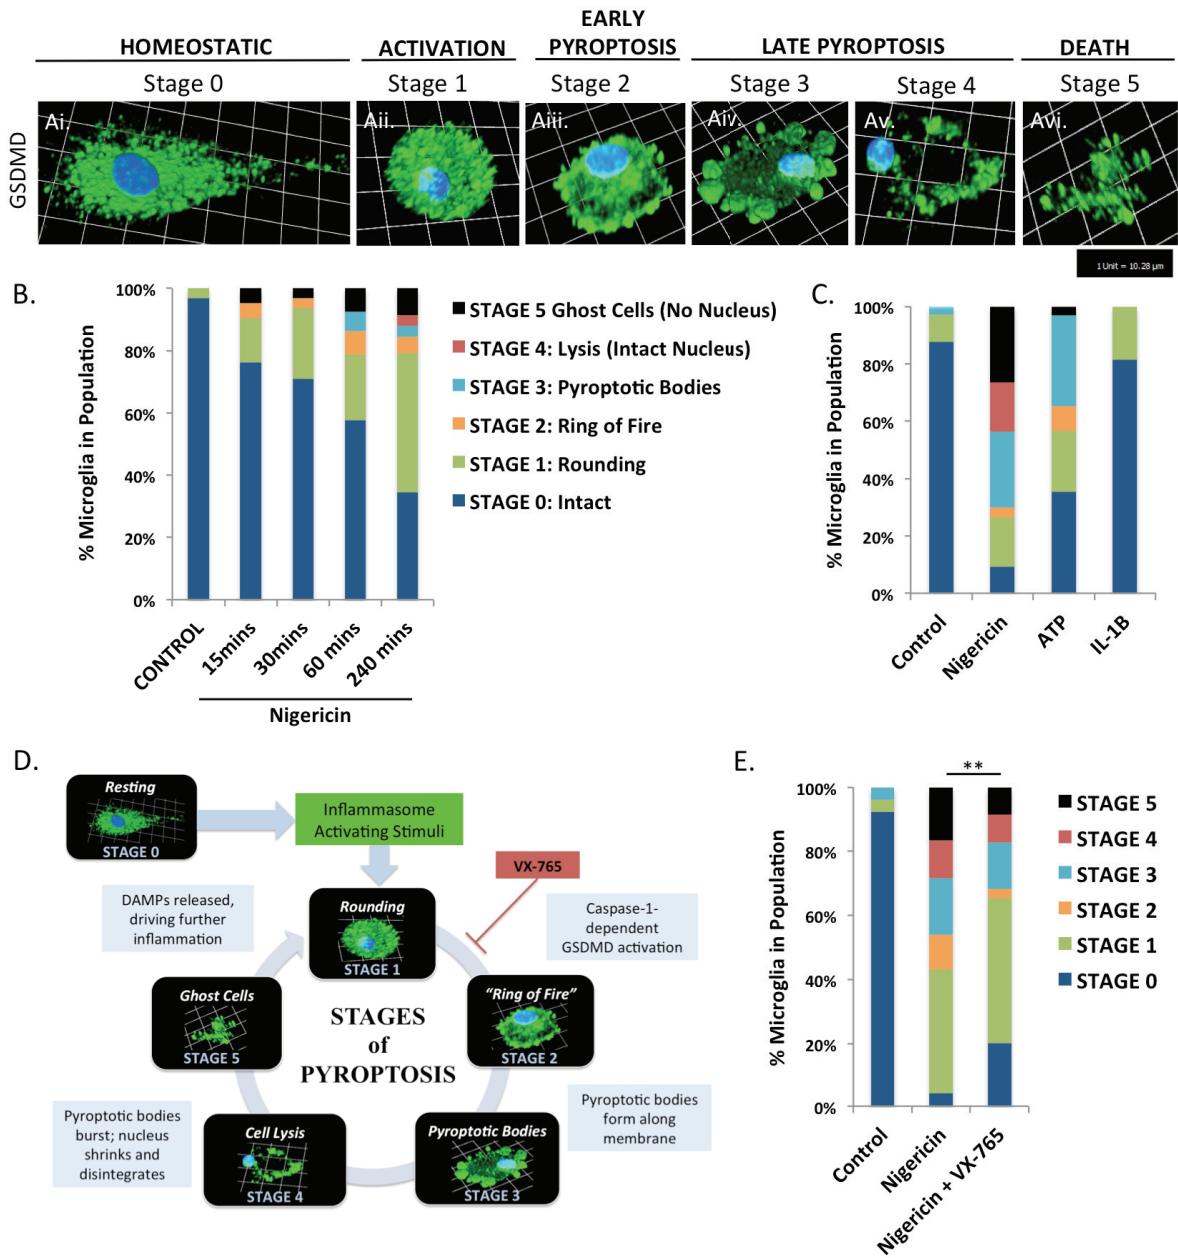 HOMEOSTATIC
ACTIVATION
EARLY
PYROPTOSIS
LATE PYROPTOSIS
DEATH
Stage 0
Stage 1
Stage 2
Stage 3
Stage 4
Stage 5
GSDMD
Ai.
Aii.
Aiii.
Aiv.
Av.
Avi.
1 Unit = 10.28 µm
B.
% Microglia in Population
100%
80%
60%
40%
20%
0%
CONTROL
15mins
30mins
60 mins
240 mins
Nigericin
STAGE 5 Ghost Cells (No Nucleus)
STAGE 4: Lysis (Intact Nucleus)
STAGE 3: Pyroptotic Bodies
STAGE 2: Ring of Fire
STAGE 1: Rounding
STAGE 0: Intact
C.
% Microglia in Population
100%
80%
60%
40%
20%
0%
Control
Nigericin
ATP
IL-1B
D.
Resting
STAGE 0
Inflammasome
Activating Stimuli
VX-765
DAMPs released,
driving further
inflammation
Rounding
STAGE 1
Caspase-1-
dependent
GSDMD activation
Ghost Cells
STAGE 5
"Ring of Fire"
STAGE 2
STAGES
of
PYROPTOSIS
Pyroptotic bodies
burst; nucleus
shrinks and
disintegrates
Cell Lysis
STAGE 4
Pyroptotic Bodies
STAGE 3
Pyroptotic bodies
form along
membrane
E.
**
% Microglia in Population
100%
80%
60%
40%
20%
0%
Control
Nigericin
Nigericin + VX-765
STAGE 5
STAGE 4
STAGE 3
STAGE 2
STAGE 1
STAGE 0